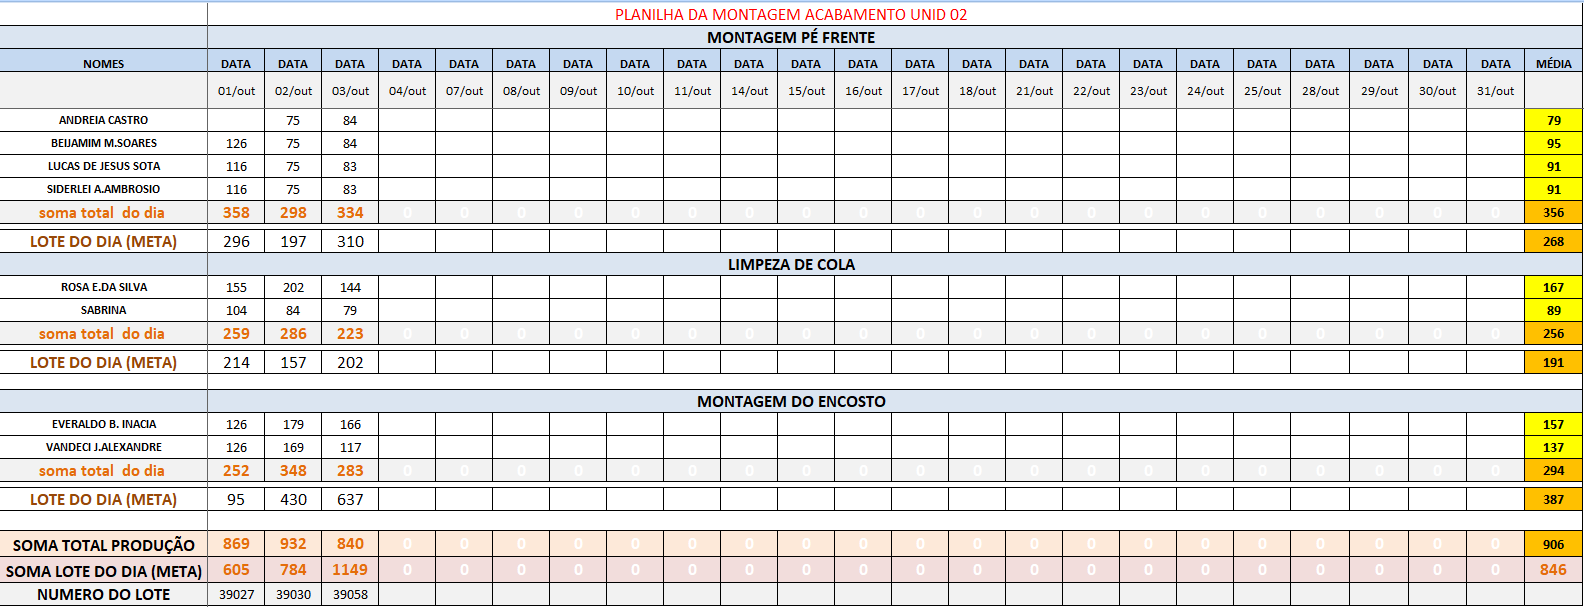 PLANILHA DA MONTAGEM ACABAMENTO UNID 02
MONTAGEM PÉ FRENTE
NOMES DATA DATA DATA DATA DATA DATA DATA DATA DATA DATA DATA DATA DATA DATA DATA DATA DATA DATA DATA DATA DATA DATA DATA MÉDIA
01/out 02/out 03/out 04/out 07/out 08/out 09/out 10/out 11/out 14/out 15/out 16/out 17/out 18/out 21/out 22/out 23/out 24/out 25/out 28/out 29/out 30/out 31/out
ANDREIA CASTRO 75 84 79
BEIJAMIM M.SOARES 126 75 84 95
LUCAS DE JESUS SOTA 116 75 83 91
SIDERLEI A.AMBROSIO 116 75 83 91
soma total do dia 358 298 334 0 0 0 0 0 0 0 0 0 0 0 0 0 0 0 0 0 0 0 0 356
LOTE DO DIA (META) 296 197 310 268
LIMPEZA DE COLA
ROSA E.DA SILVA 155 202 144 167
SABRINA 104 84 79 89
soma total do dia 259 286 223 0 0 0 0 0 0 0 0 0 0 0 0 0 0 0 0 0 0 0 0 256
LOTE DO DIA (META) 214 157 202 191
MONTAGEM DO ENCOSTO
EVERALDO B. INACIA 126 179 166 157
VANDECI J.ALEXANDRE 126 169 117 137
soma total do dia 252 348 283 0 0 0 0 0 0 0 0 0 0 0 0 0 0 0 0 0 0 0 0 294
LOTE DO DIA (META) 95 430 637 387
SOMA TOTAL PRODUÇÃO 869 932 840 0 0 0 0 0 0 0 0 0 0 0 0 0 0 0 0 0 0 0 0 906
SOMA LOTE DO DIA (META) 605 784 1149 0 0 0 0 0 0 0 0 0 0 0 0 0 0 0 0 0 0 0 0 846
NUMERO DO LOTE 39027 39030 39058